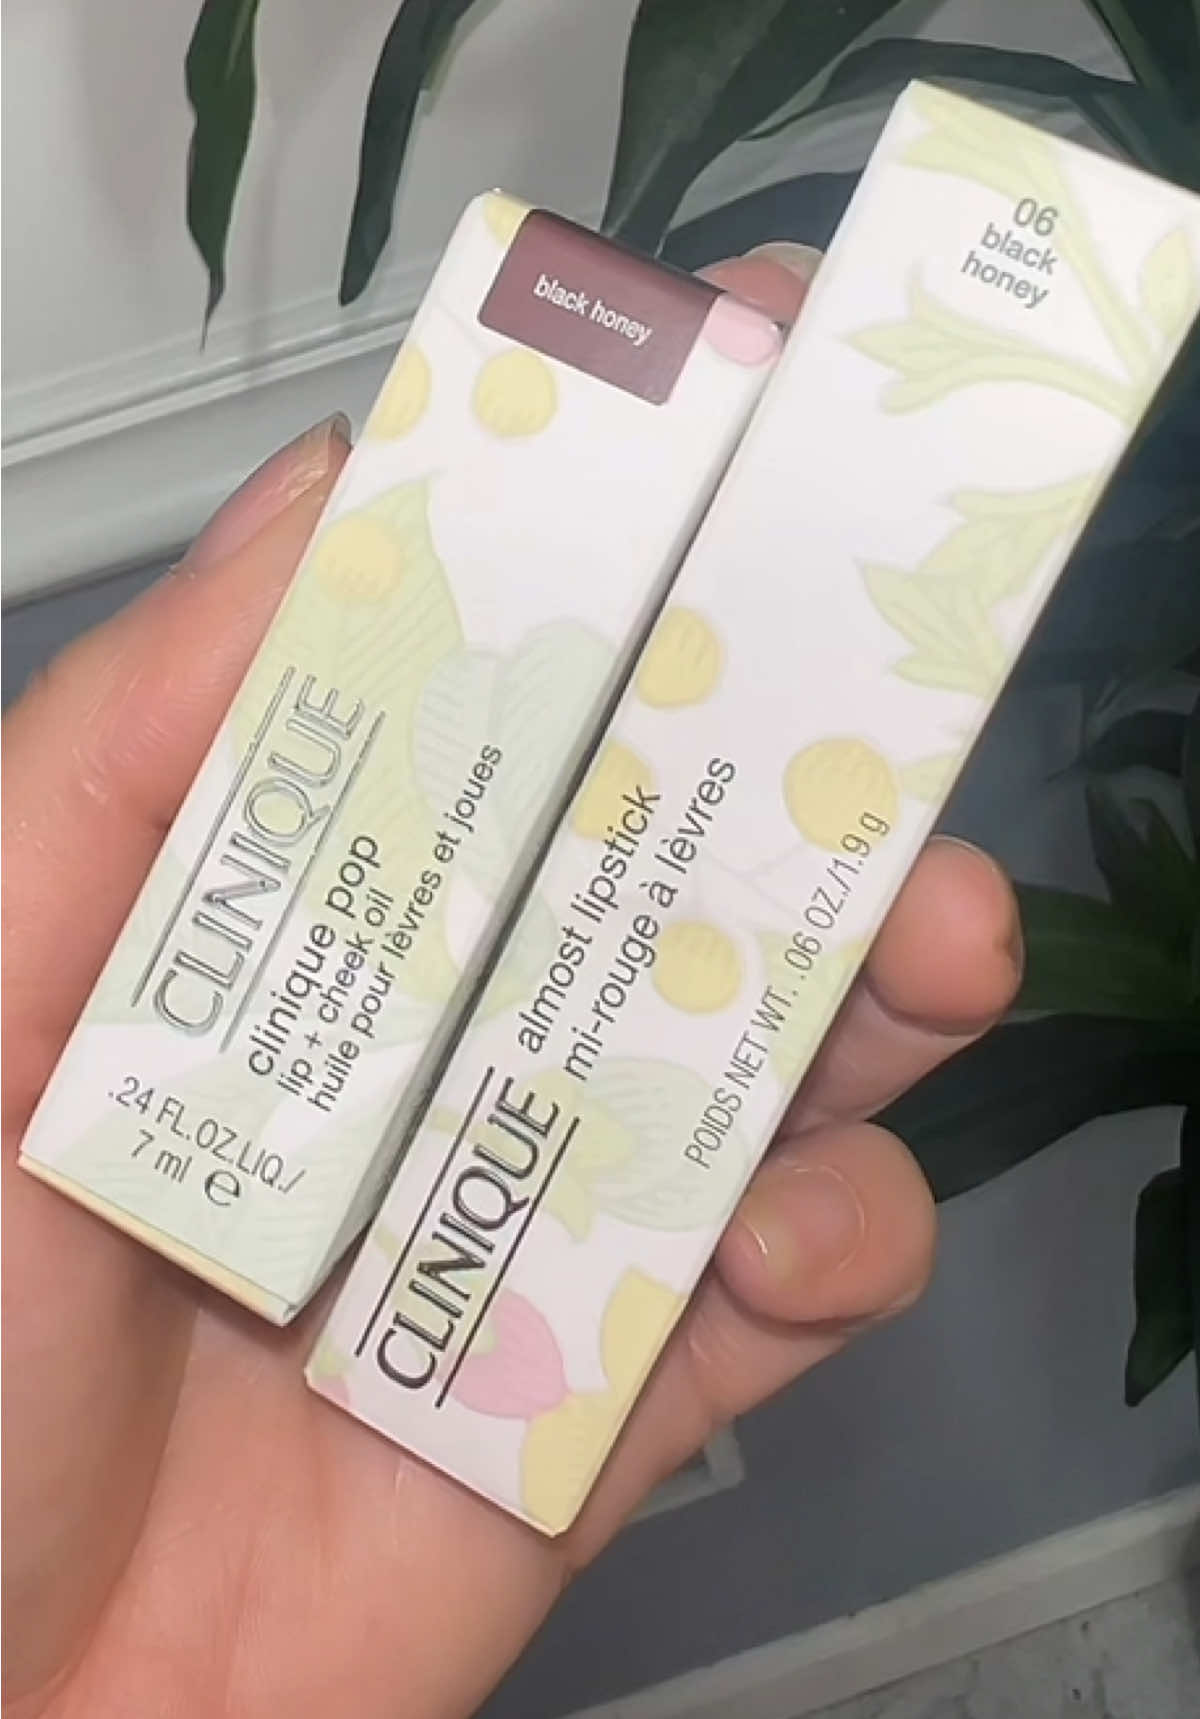 black honey
CLINIQUE
clinique pop
lip + cheek oil
huile pour lèvres et joues
.24 FL.OZ.LIQ./
7 ml e
06
black
honey
CLINIQUE
almost lipstick
mi-rouge à lèvres
POIDS NET WT. .06 OZ./1.9 g